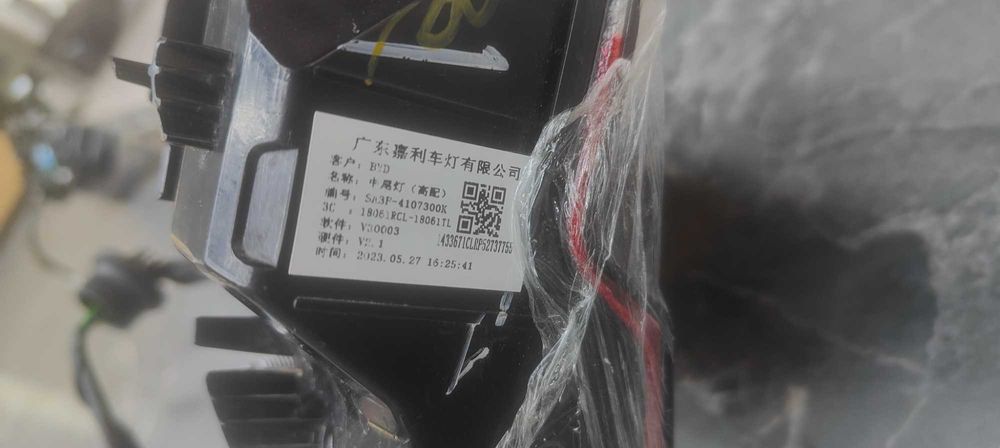 广东嘉利车灯有限公司
客户: BYD
名称: 中尾灯 (高配)
编号: SA3F-4107300K
3C : 18061RCL-18061TL
软件: V30003
硬件: V2.1
时间: 2023.05.27 16:25:41